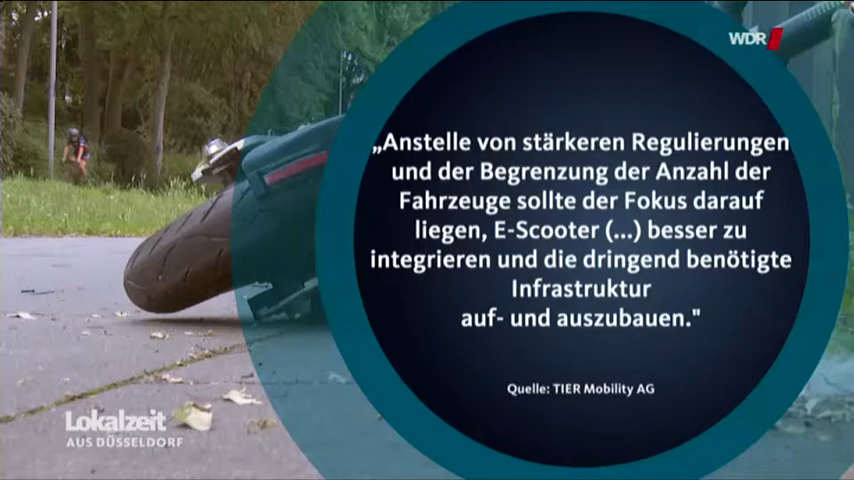 WDR
„Anstelle von stärkeren Regulierungen
und der Begrenzung der Anzahl der
Fahrzeuge sollte der Fokus darauf
liegen, E-Scooter (...) besser zu
integrieren und die dringend benötigte
Infrastruktur
auf- und auszubauen."
Quelle: TIER Mobility AG
Lokalzeit
AUS DÜSSELDORF